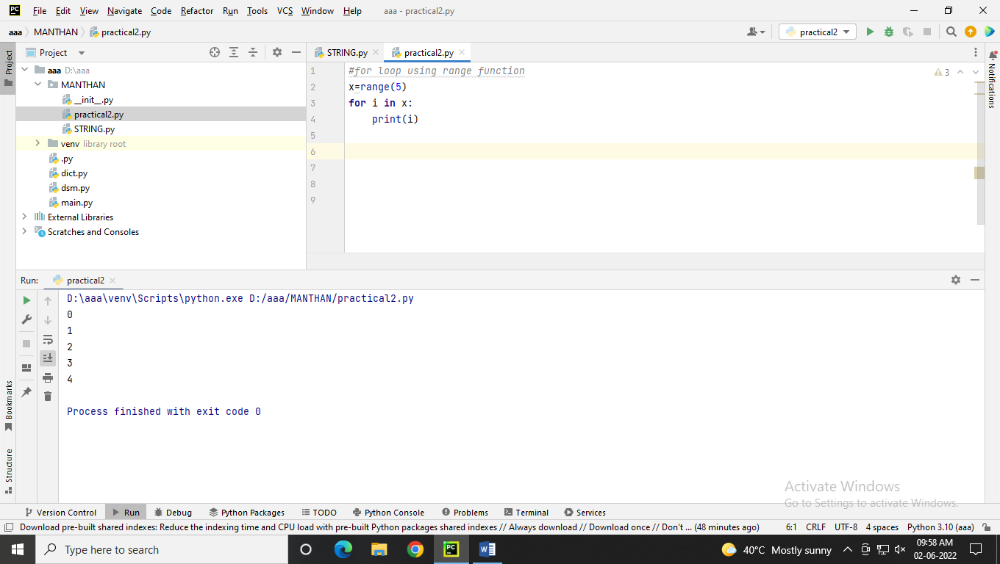 PC File Edit View Navigate Code Refactor Run Tools VCS Window Help aaa - practical2.py
aaa MANTHAN practical2.py practical2
Project
Project
STRING.py practical2.py
Notifications
aaa D:\aaa
MANTHAN
__init__.py
practical2.py
STRING.py
venv library root
.py
dict.py
dsm.py
main.py
External Libraries
Scratches and Consoles
1 #for loop using range function
2 x=range(5)
3 for i in x:
4     print(i)
5
6
7
8
9
3
Run: practical2
D:\aaa\venv\Scripts\python.exe D:/aaa/MANTHAN/practical2.py
0
1
2
3
4
Process finished with exit code 0
Bookmarks
Structure
Activate Windows
Go to Settings to activate Windows.
Version Control Run Debug Python Packages TODO Python Console Problems Terminal Services
Download pre-built shared indexes: Reduce the indexing time and CPU load with pre-built Python packages shared indexes // Always download // Download once // Don't ... (48 minutes ago) 6:1 CRLF UTF-8 4 spaces Python 3.10 (aaa)
Type here to search PC W 40°C Mostly sunny 09:58 AM
02-06-2022